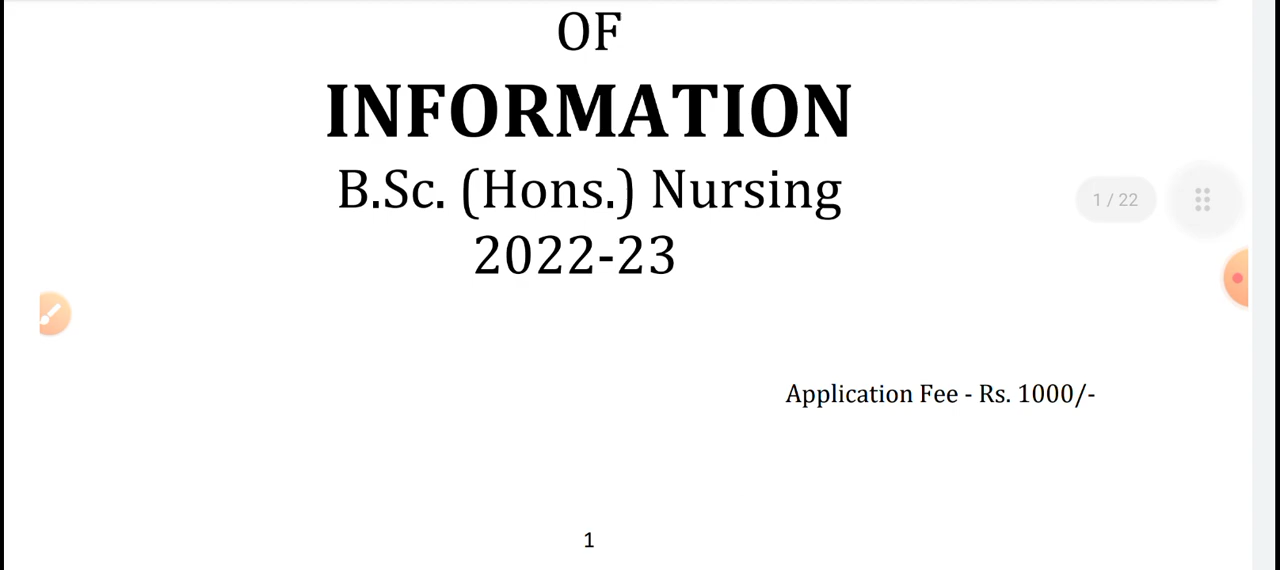 OF
INFORMATION
B.Sc. (Hons.) Nursing
2022-23
1 / 22
Application Fee - Rs. 1000/-
1